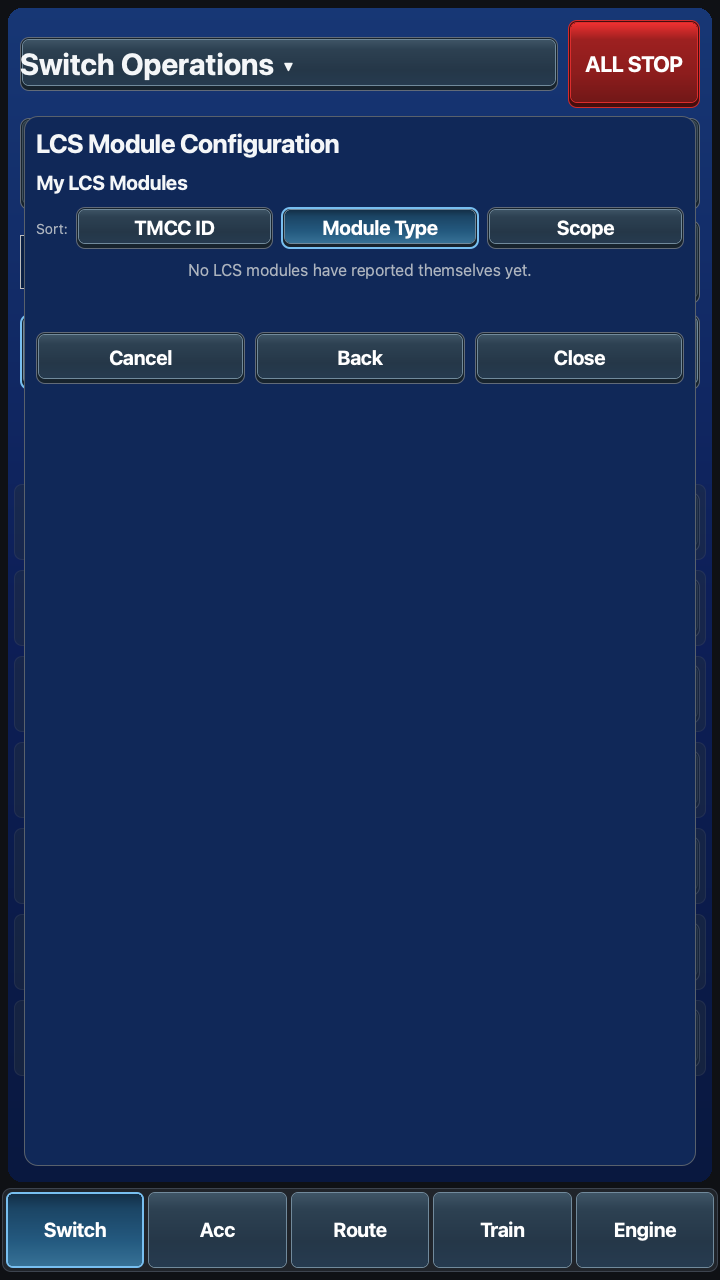 Switch Operations ▾
ALL STOP
LCS Module Configuration
My LCS Modules
Sort:
TMCC ID
Module Type
Scope
No LCS modules have reported themselves yet.
Cancel
Back
Close
Switch
Acc
Route
Train
Engine